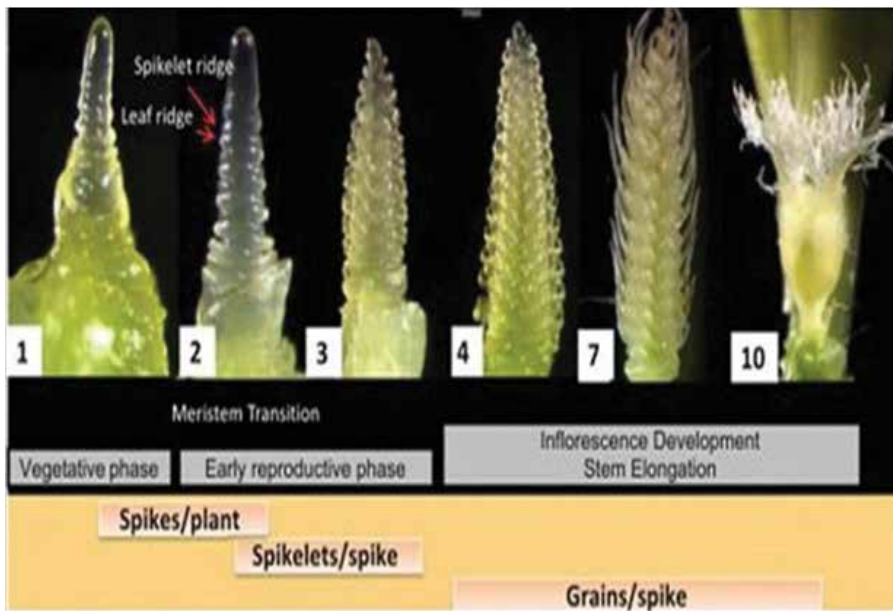 Spikelet ridge
Leaf ridge
1
2
3
4
7
10
Meristem Transition
Vegetative phase
Early reproductive phase
Inflorescence Development
Stem Elongation
Spikes/plant
Spikelets/spike
Grains/spike